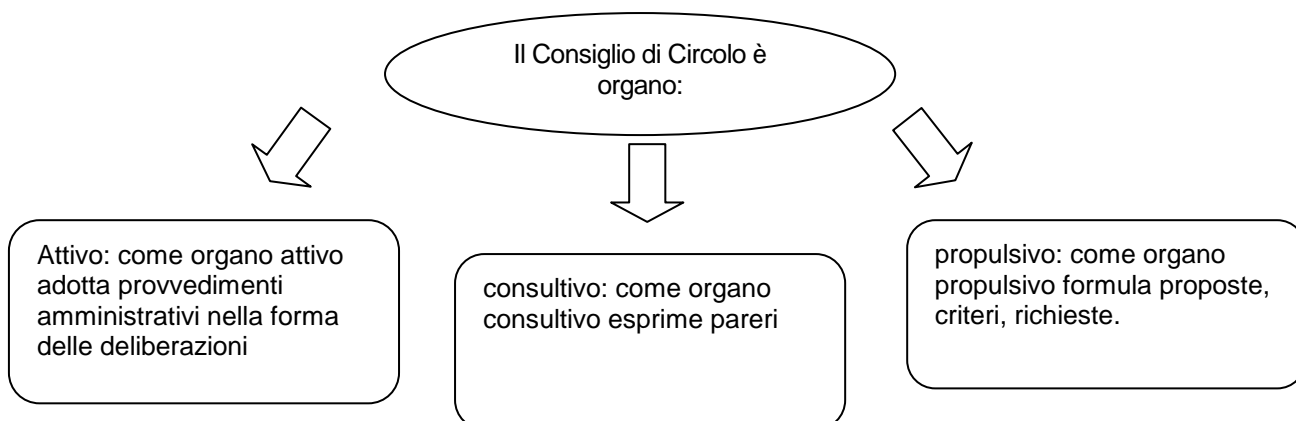 Il Consiglio di Circolo è
organo:
Attivo: come organo attivo
adotta provvedimenti
amministrativi nella forma
delle deliberazioni
consultivo: come organo
consultivo esprime pareri
propulsivo: come organo
propulsivo formula proposte,
criteri, richieste.